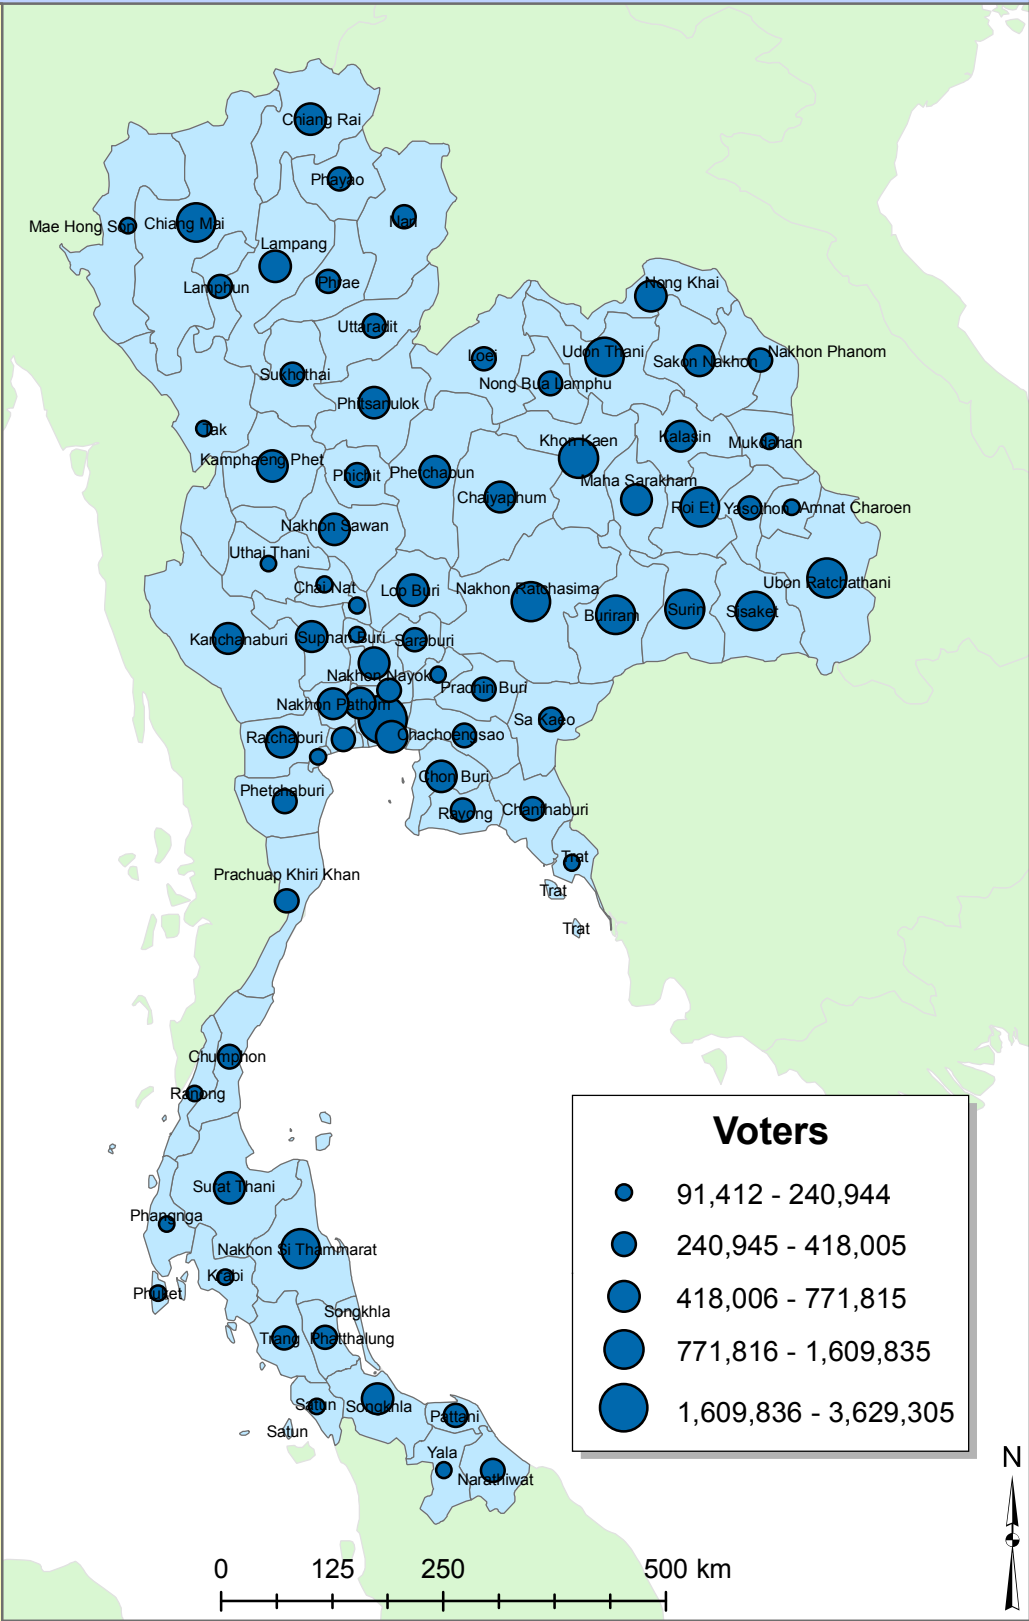 Chiang Rai
Phayao
Nan
Mae Hong Son
Chiang Mai
Lampang
Lamphun
Phrae
Nong Khai
Uttaradit
Loei
Udon Thani
Sakon Nakhon
Nakhon Phanom
Sukhothai
Nong Bua Lamphu
Phitsanulok
Tak
Khon Kaen
Kalasin
Mukdahan
Kamphaeng Phet
Phichit
Phetchabun
Maha Sarakham
Chaiyaphum
Roi Et
Yasothon
Amnat Charoen
Nakhon Sawan
Uthai Thani
Chai Nat
Lop Buri
Nakhon Ratchasima
Ubon Ratchathani
Buriram
Surin
Sisaket
Kanchanaburi
Suphan Buri
Saraburi
Nakhon Nayok
Prachin Buri
Nakhon Pathom
Sa Kaeo
Ratchaburi
Chachoengsao
Chon Buri
Phetchaburi
Rayong
Chanthaburi
Trat
Prachuap Khiri Khan
Trat
Trat
Chumphon
Ranong
Surat Thani
Phangnga
Nakhon Si Thammarat
Krabi
Phuket
Songkhla
Trang
Phatthalung
Satun
Songkhla
Pattani
Satun
Yala
Narathiwat
Voters
91,412 - 240,944
240,945 - 418,005
418,006 - 771,815
771,816 - 1,609,835
1,609,836 - 3,629,305
N
0 125 250 500 km